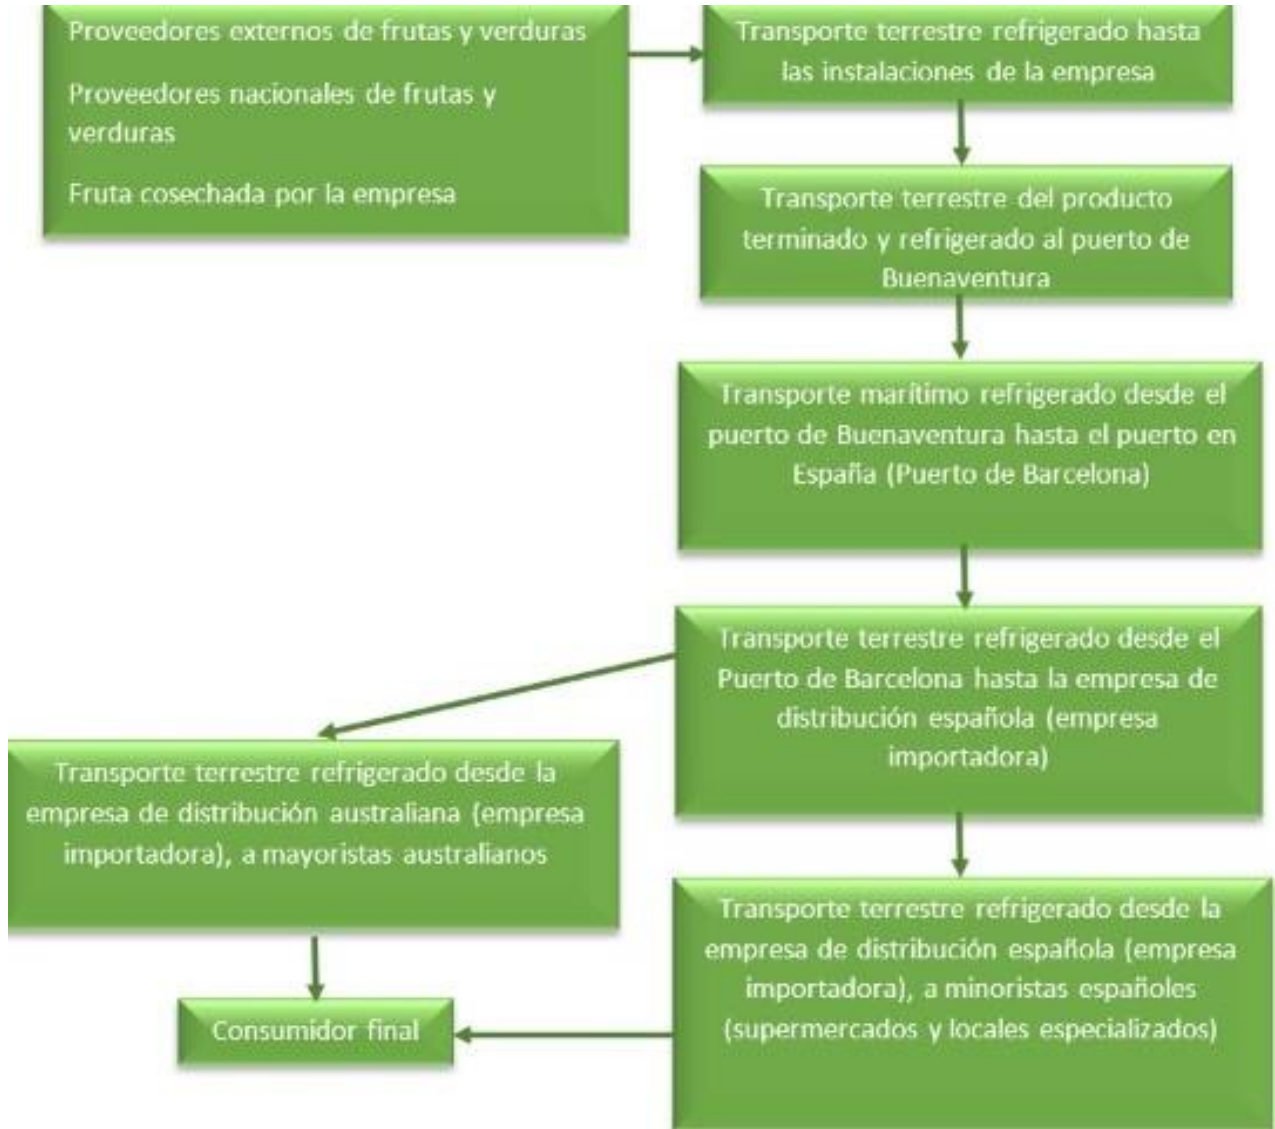 Proveedores externos de frutas y verduras
Proveedores nacionales de frutas y
verduras
Fruta cosechada por la empresa
Transporte terrestre refrigerado hasta
las instalaciones de la empresa
Transporte terrestre del producto
terminado y refrigerado al puerto de
Buenaventura
Transporte marítimo refrigerado desde el
puerto de Buenaventura hasta el puerto en
España (Puerto de Barcelona)
Transporte terrestre refrigerado desde el
Puerto de Barcelona hasta la empresa de
distribución española (empresa
importadora)
Transporte terrestre refrigerado desde la
empresa de distribución australiana (empresa
importadora), a mayoristas australianos
Transporte terrestre refrigerado desde la
empresa de distribución española (empresa
importadora), a minoristas españoles
(supermercados y locales especializados)
Consumidor final